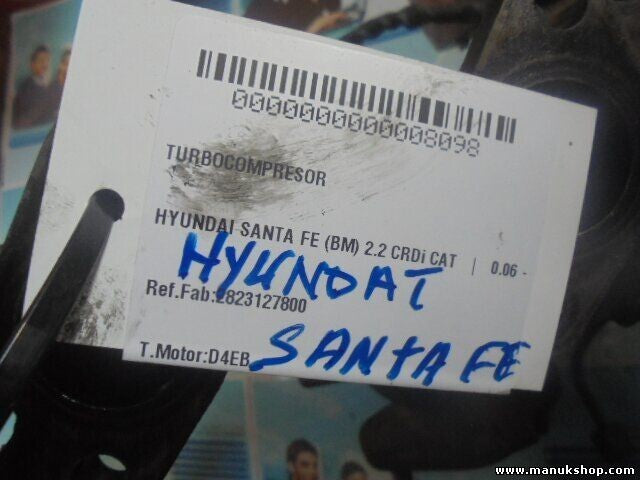 0000000000008098
TURBOCOMPRESOR
HYUNDAI SANTA FE (BM) 2.2 CRDi CAT | 0.06 -
HYUNDAI
Ref.Fab:2823127800
SANTA FE
T.Motor:D4EB
www.manukshop.com